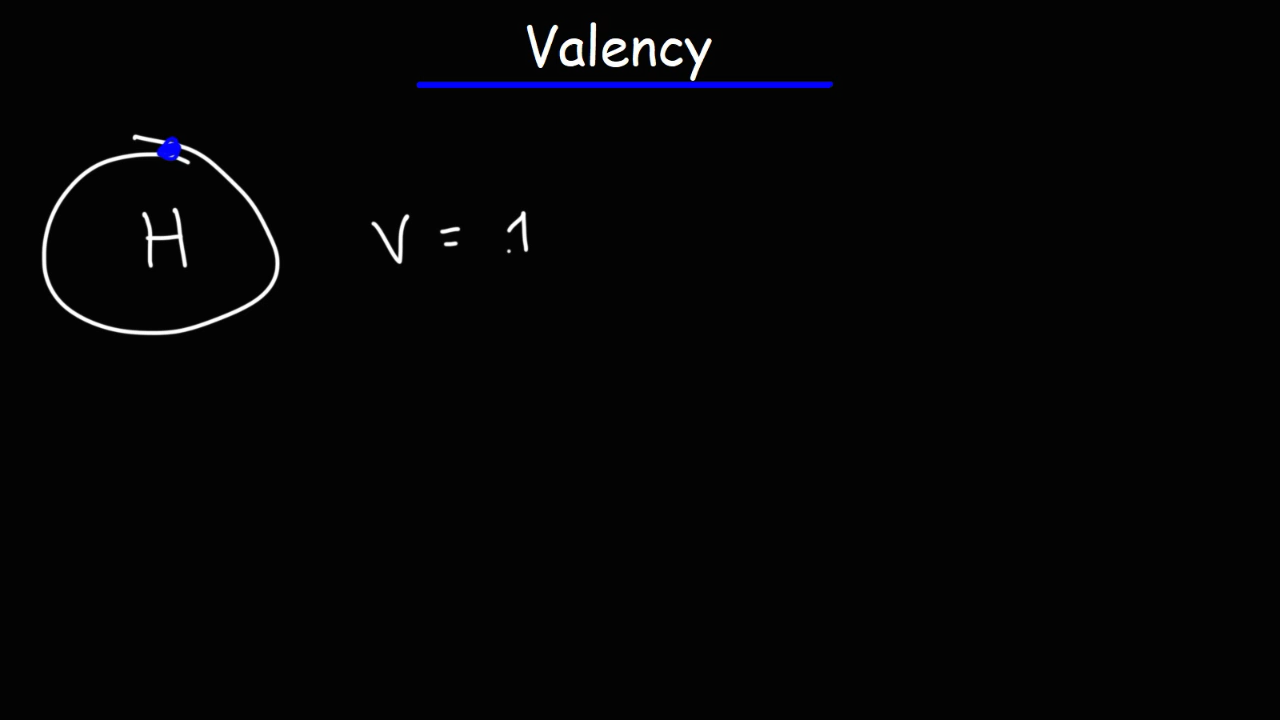 Valency
H
V = 1